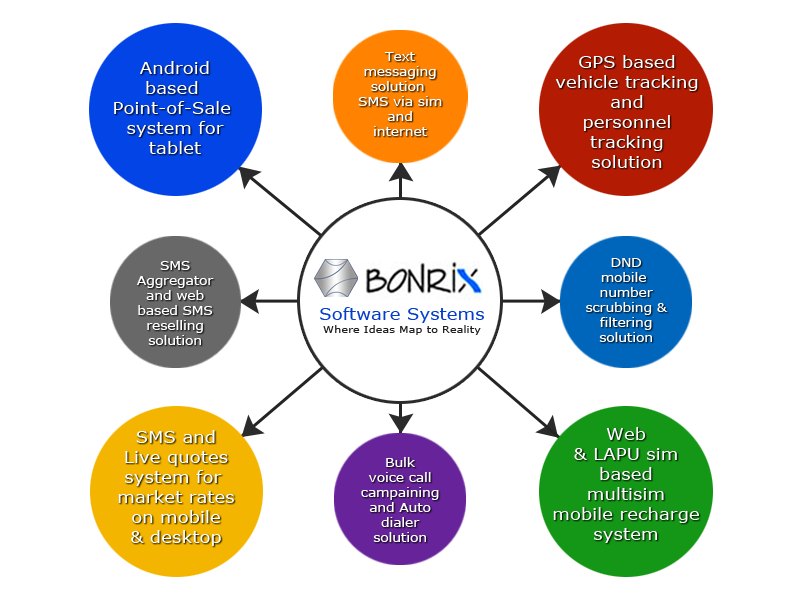 Android
based
Point-of-Sale
system for
tablet
Text
messaging
solution
SMS via sim
and
internet
GPS based
vehicle tracking
and
personnel
tracking
solution
SMS
Aggregator
and web
based SMS
reselling
solution
BONRiX
Software Systems
Where Ideas Map to Reality
DND
mobile
number
scrubbing &
filtering
solution
SMS and
Live quotes
system for
market rates
on mobile
& desktop
Bulk
voice call
campaining
and Auto
dialer
solution
Web
& LAPU sim
based
multisim
mobile recharge
system